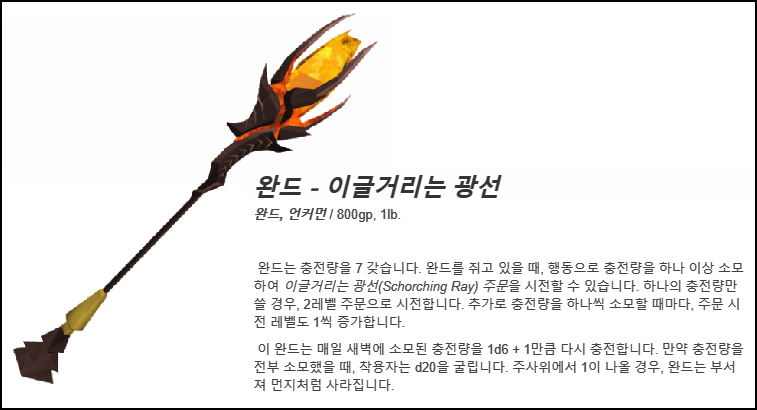 완드 - 이글거리는 광선
완드, 언커먼 / 800gp, 1lb.
완드는 충전량을 7 갖습니다. 완드를 쥐고 있을 때, 행동으로 충전량을 하나 이상 소모
하여 이글거리는 광선(Schorching Ray) 주문을 시전할 수 있습니다. 하나의 충전량만
쓸 경우, 2레벨 주문으로 시전합니다. 추가로 충전량을 하나씩 소모할 때마다, 주문 시
전 레벨도 1씩 증가합니다.
이 완드는 매일 새벽에 소모된 충전량을 1d6 + 1만큼 다시 충전합니다. 만약 충전량을
전부 소모했을 때, 착용자는 d20을 굴립니다. 주사위에서 1이 나올 경우, 완드는 부서
져 먼지처럼 사라집니다.